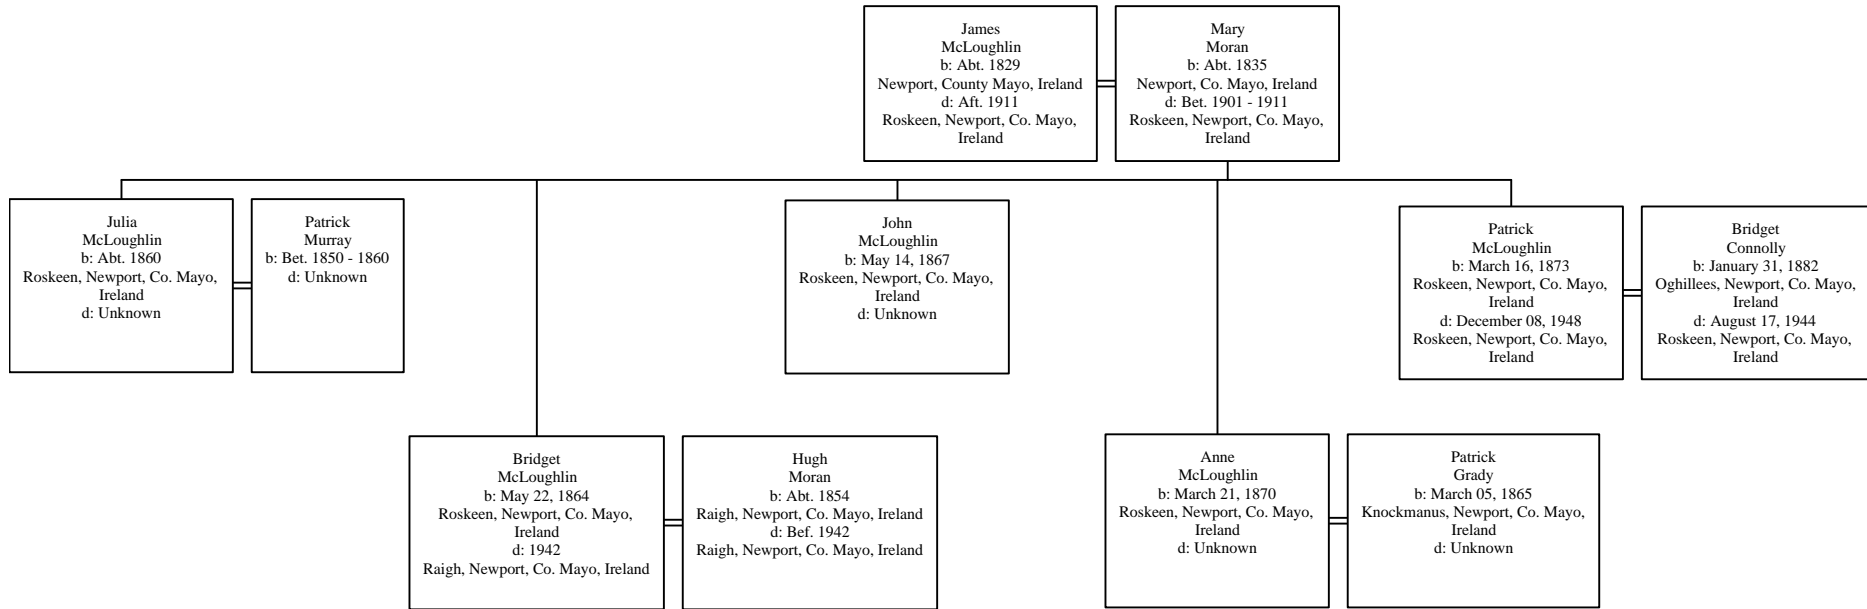 James
McLoughlin
b: Abt. 1829
Newport, County Mayo, Ireland
d: Aft. 1911
Roskeen, Newport, Co. Mayo,
Ireland
Mary
Moran
b: Abt. 1835
Newport, Co. Mayo, Ireland
d: Bet. 1901 - 1911
Roskeen, Newport, Co. Mayo,
Ireland
Julia
McLoughlin
b: Abt. 1860
Roskeen, Newport, Co. Mayo,
Ireland
d: Unknown
Patrick
Murray
b: Bet. 1850 - 1860
d: Unknown
John
McLoughlin
b: May 14, 1867
Roskeen, Newport, Co. Mayo,
Ireland
d: Unknown
Patrick
McLoughlin
b: March 16, 1873
Roskeen, Newport, Co. Mayo,
Ireland
d: December 08, 1948
Roskeen, Newport, Co. Mayo,
Ireland
Bridget
Connolly
b: January 31, 1882
Oghillees, Newport, Co. Mayo,
Ireland
d: August 17, 1944
Roskeen, Newport, Co. Mayo,
Ireland
Bridget
McLoughlin
b: May 22, 1864
Roskeen, Newport, Co. Mayo,
Ireland
d: 1942
Raigh, Newport, Co. Mayo, Ireland
Hugh
Moran
b: Abt. 1854
Raigh, Newport, Co. Mayo, Ireland
d: Bef. 1942
Raigh, Newport, Co. Mayo, Ireland
Anne
McLoughlin
b: March 21, 1870
Roskeen, Newport, Co. Mayo,
Ireland
d: Unknown
Patrick
Grady
b: March 05, 1865
Knockmanus, Newport, Co. Mayo,
Ireland
d: Unknown